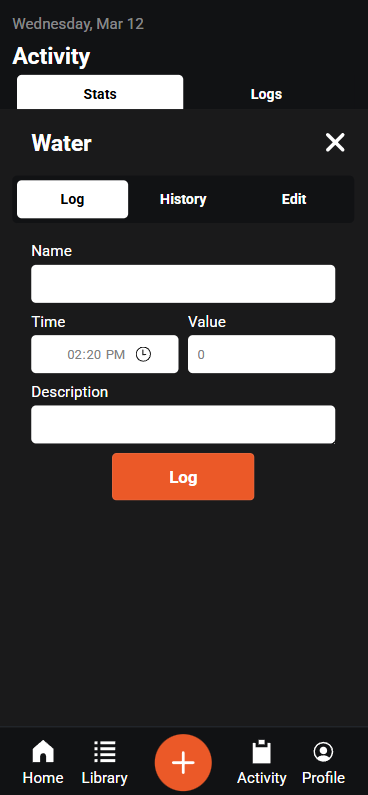 Wednesday, Mar 12
Activity
Stats Logs
Water
Log History Edit
Name
Time Value
02:20 PM 0
Description
Log
Home Library Activity Profile